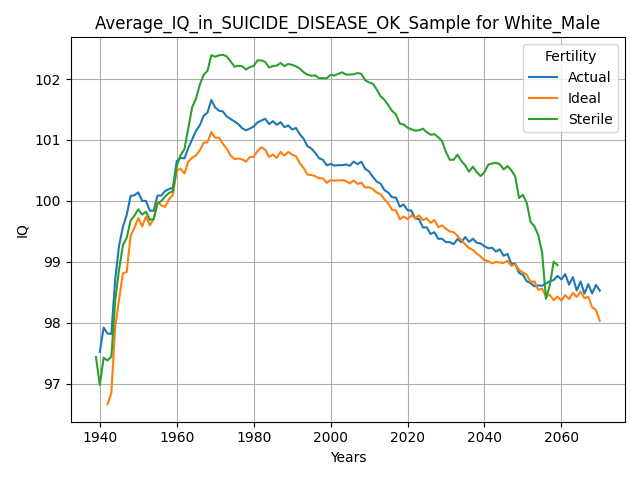 Average_IQ_in_SUICIDE_DISEASE_OK_Sample for White_Male
Fertility
Actual
Ideal
Sterile
IQ
102
101
100
99
98
97
1940 1960 1980 2000 2020 2040 2060
Years